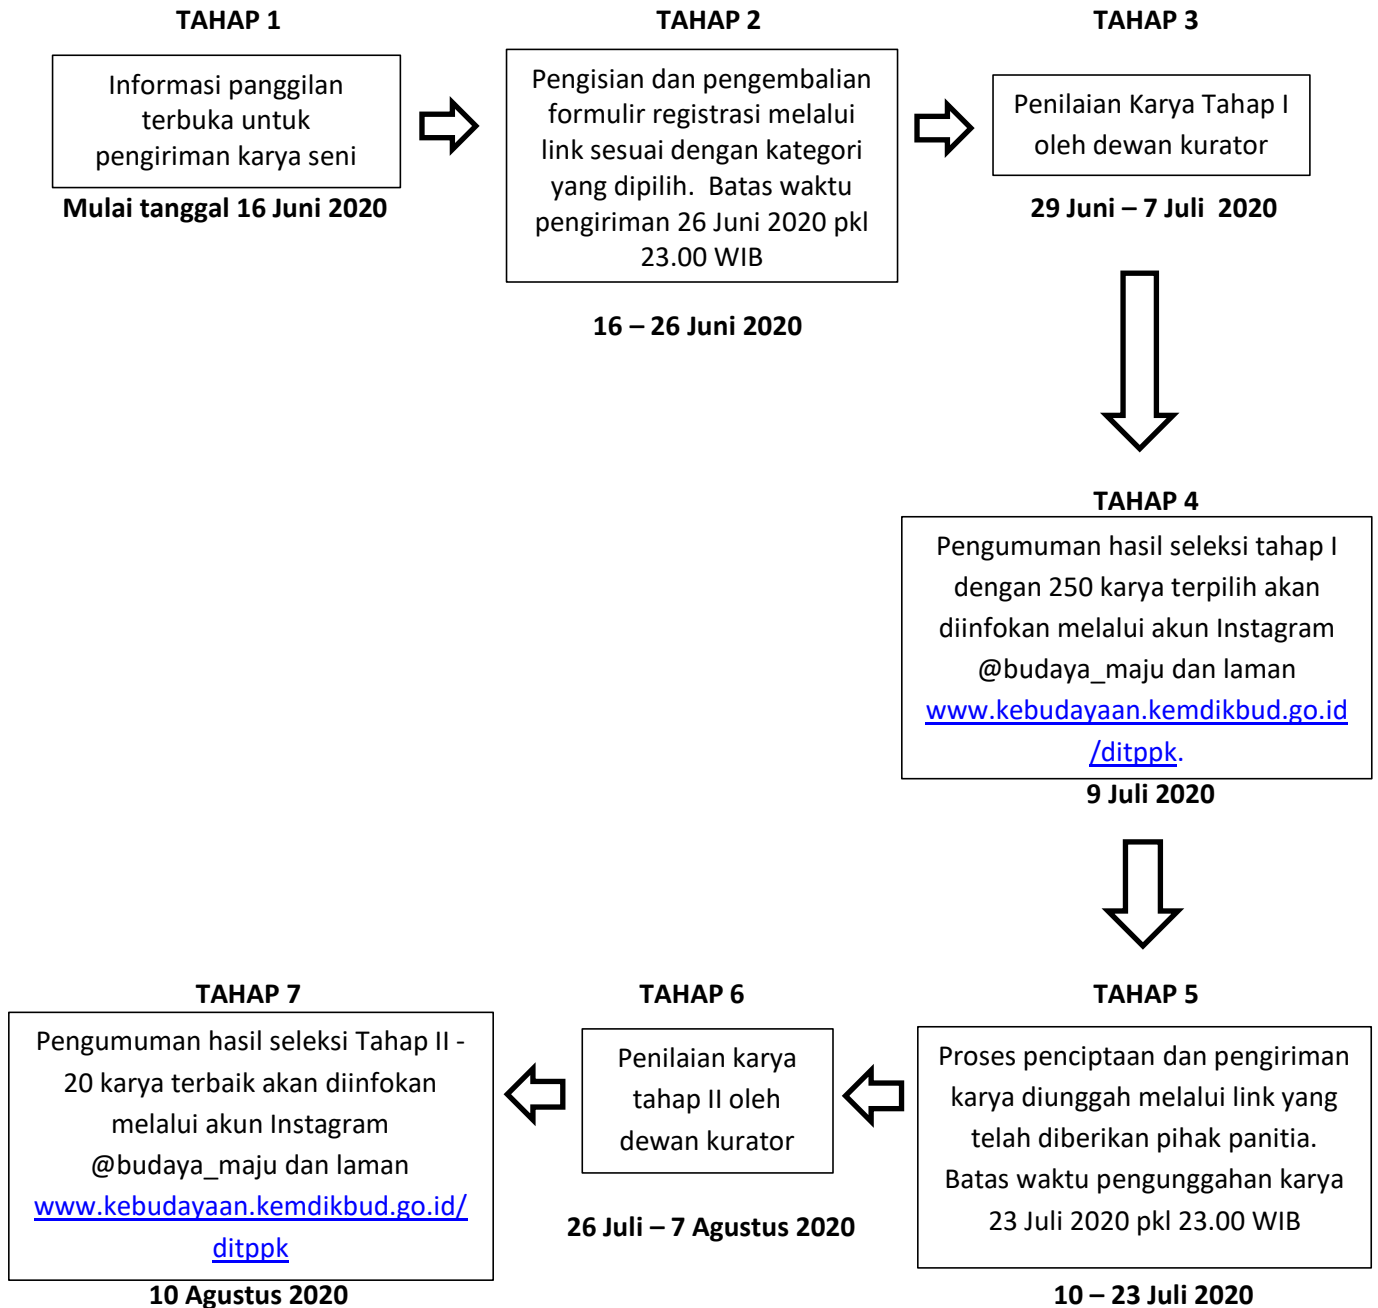 TAHAP 1
Informasi panggilan
terbuka untuk
pengiriman karya seni
Mulai tanggal 16 Juni 2020
TAHAP 2
Pengisian dan pengembalian
formulir registrasi melalui
link sesuai dengan kategori
yang dipilih.  Batas waktu
pengiriman 26 Juni 2020 pkl
23.00 WIB
16 – 26 Juni 2020
TAHAP 3
Penilaian Karya Tahap I
oleh dewan kurator
29 Juni – 7 Juli  2020
TAHAP 4
Pengumuman hasil seleksi tahap I
dengan 250 karya terpilih akan
diinfokan melalui akun Instagram
@budaya_maju dan laman
www.kebudayaan.kemdikbud.go.id
/ditppk.
9 Juli 2020
TAHAP 5
Proses penciptaan dan pengiriman
karya diunggah melalui link yang
telah diberikan pihak panitia.
Batas waktu pengunggahan karya
23 Juli 2020 pkl 23.00 WIB
10 – 23 Juli 2020
TAHAP 6
Penilaian karya
tahap II oleh
dewan kurator
26 Juli – 7 Agustus 2020
TAHAP 7
Pengumuman hasil seleksi Tahap II -
20 karya terbaik akan diinfokan
melalui akun Instagram
@budaya_maju dan laman
www.kebudayaan.kemdikbud.go.id/
ditppk
10 Agustus 2020